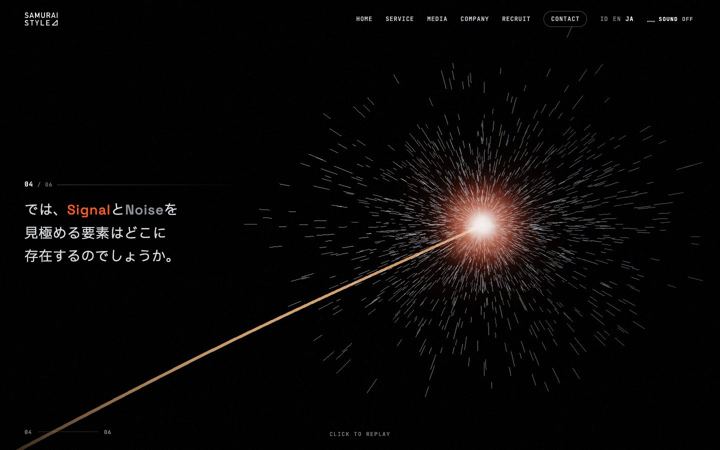 SAMURAI
STYLE
HOME SERVICE MEDIA COMPANY RECRUIT CONTACT ID EN JA SOUND OFF
04 / 06
では、SignalとNoiseを
見極める要素はどこに
存在するのでしょうか。
04 06
CLICK TO REPLAY